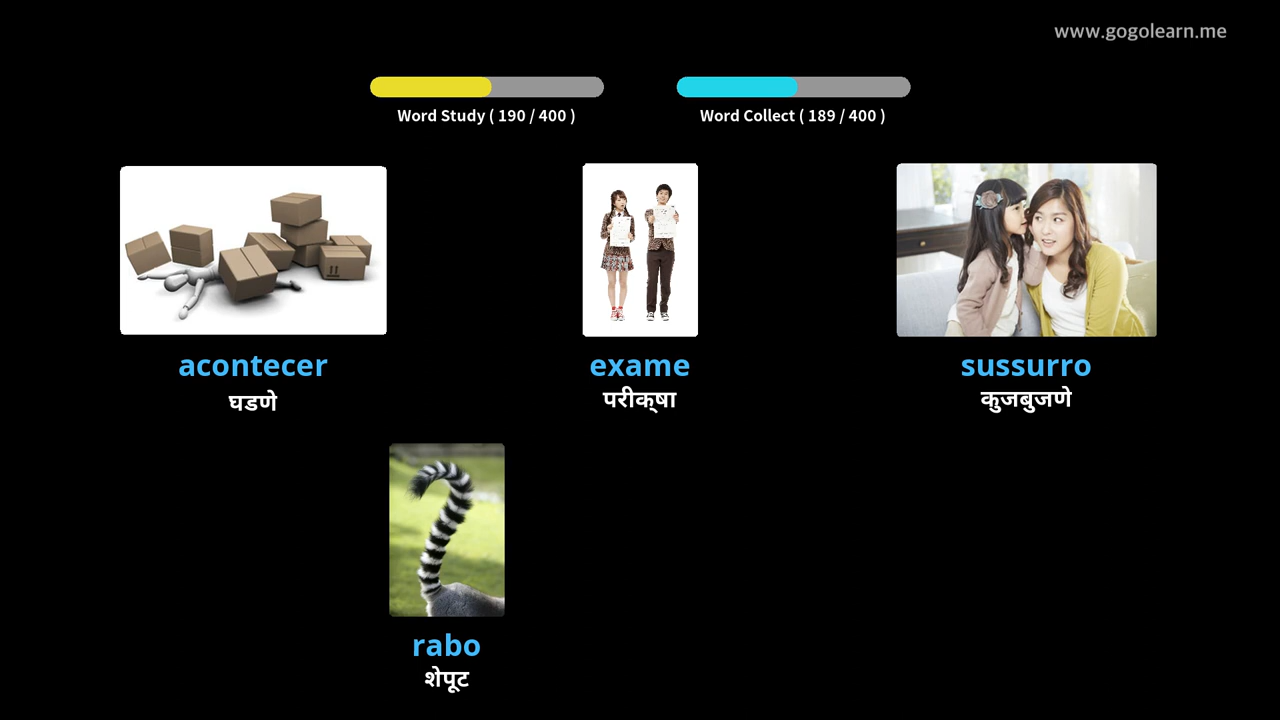 www.gogolearn.me
Word Study ( 190 / 400 )
Word Collect ( 189 / 400 )
acontecer
घडणे
exame
परीक्षा
sussurro
कुजबुजणे
rabo
शेपूट